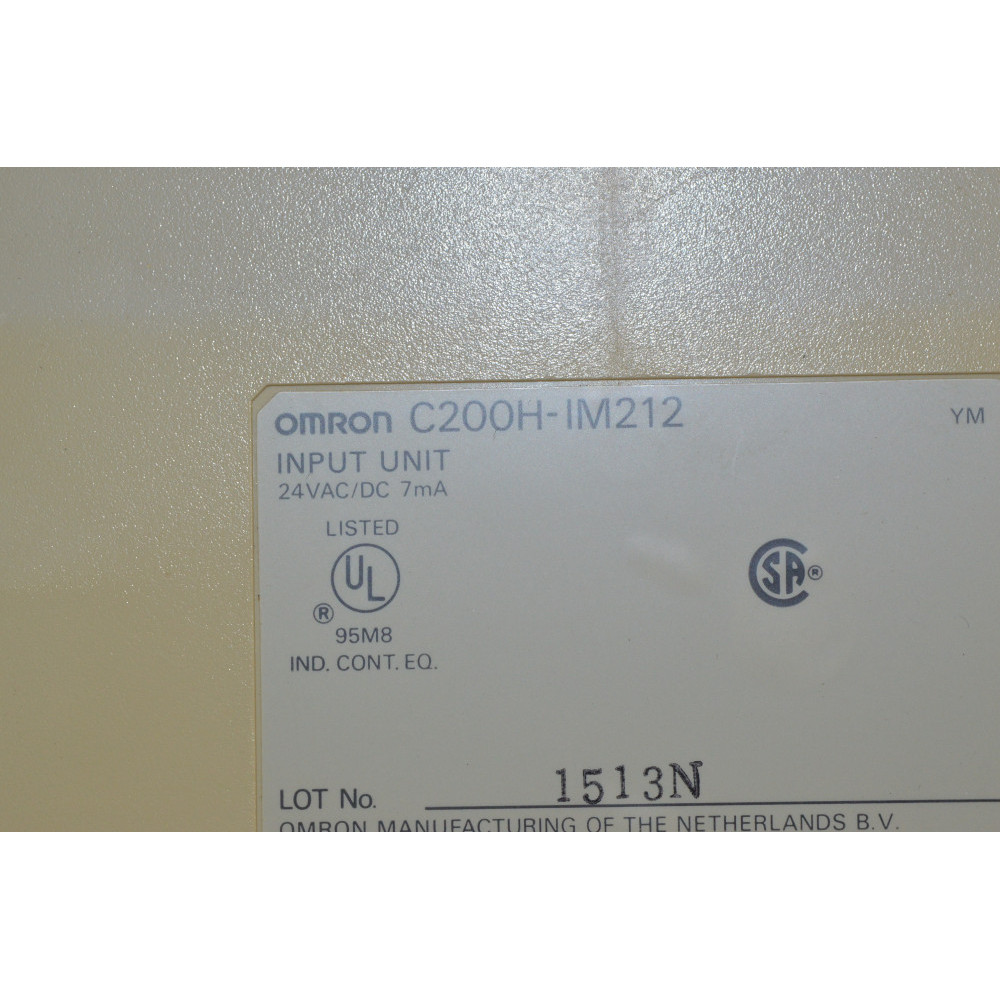 OMRON C200H-IM212 YM
INPUT UNIT
24VAC/DC 7mA
LISTED
UL
®
95M8
IND. CONT. EQ.
SA®
LOT No. 1513N
OMRON MANUFACTURING OF THE NETHERLANDS B.V.